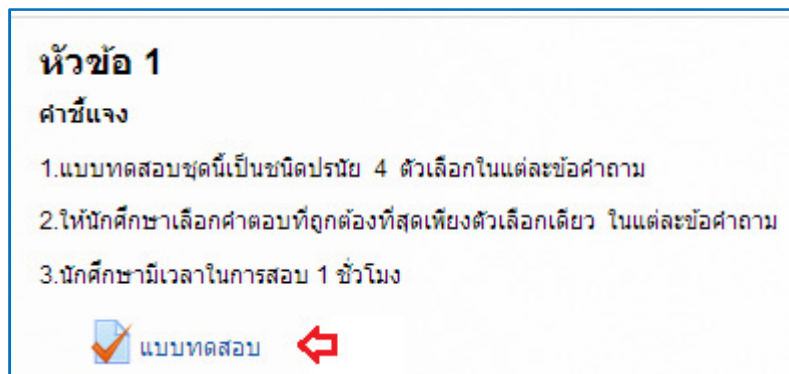 หัวข้อ 1
คำชี้แจง
1.แบบทดสอบชุดนี้เป็นชนิดปรนัย 4 ตัวเลือกในแต่ละข้อคำถาม
2.ให้นักศึกษาเลือกคำตอบที่ถูกต้องที่สุดเพียงตัวเลือกเดียว ในแต่ละข้อคำถาม
3.นักศึกษามีเวลาในการสอบ 1 ชั่วโมง
แบบทดสอบ